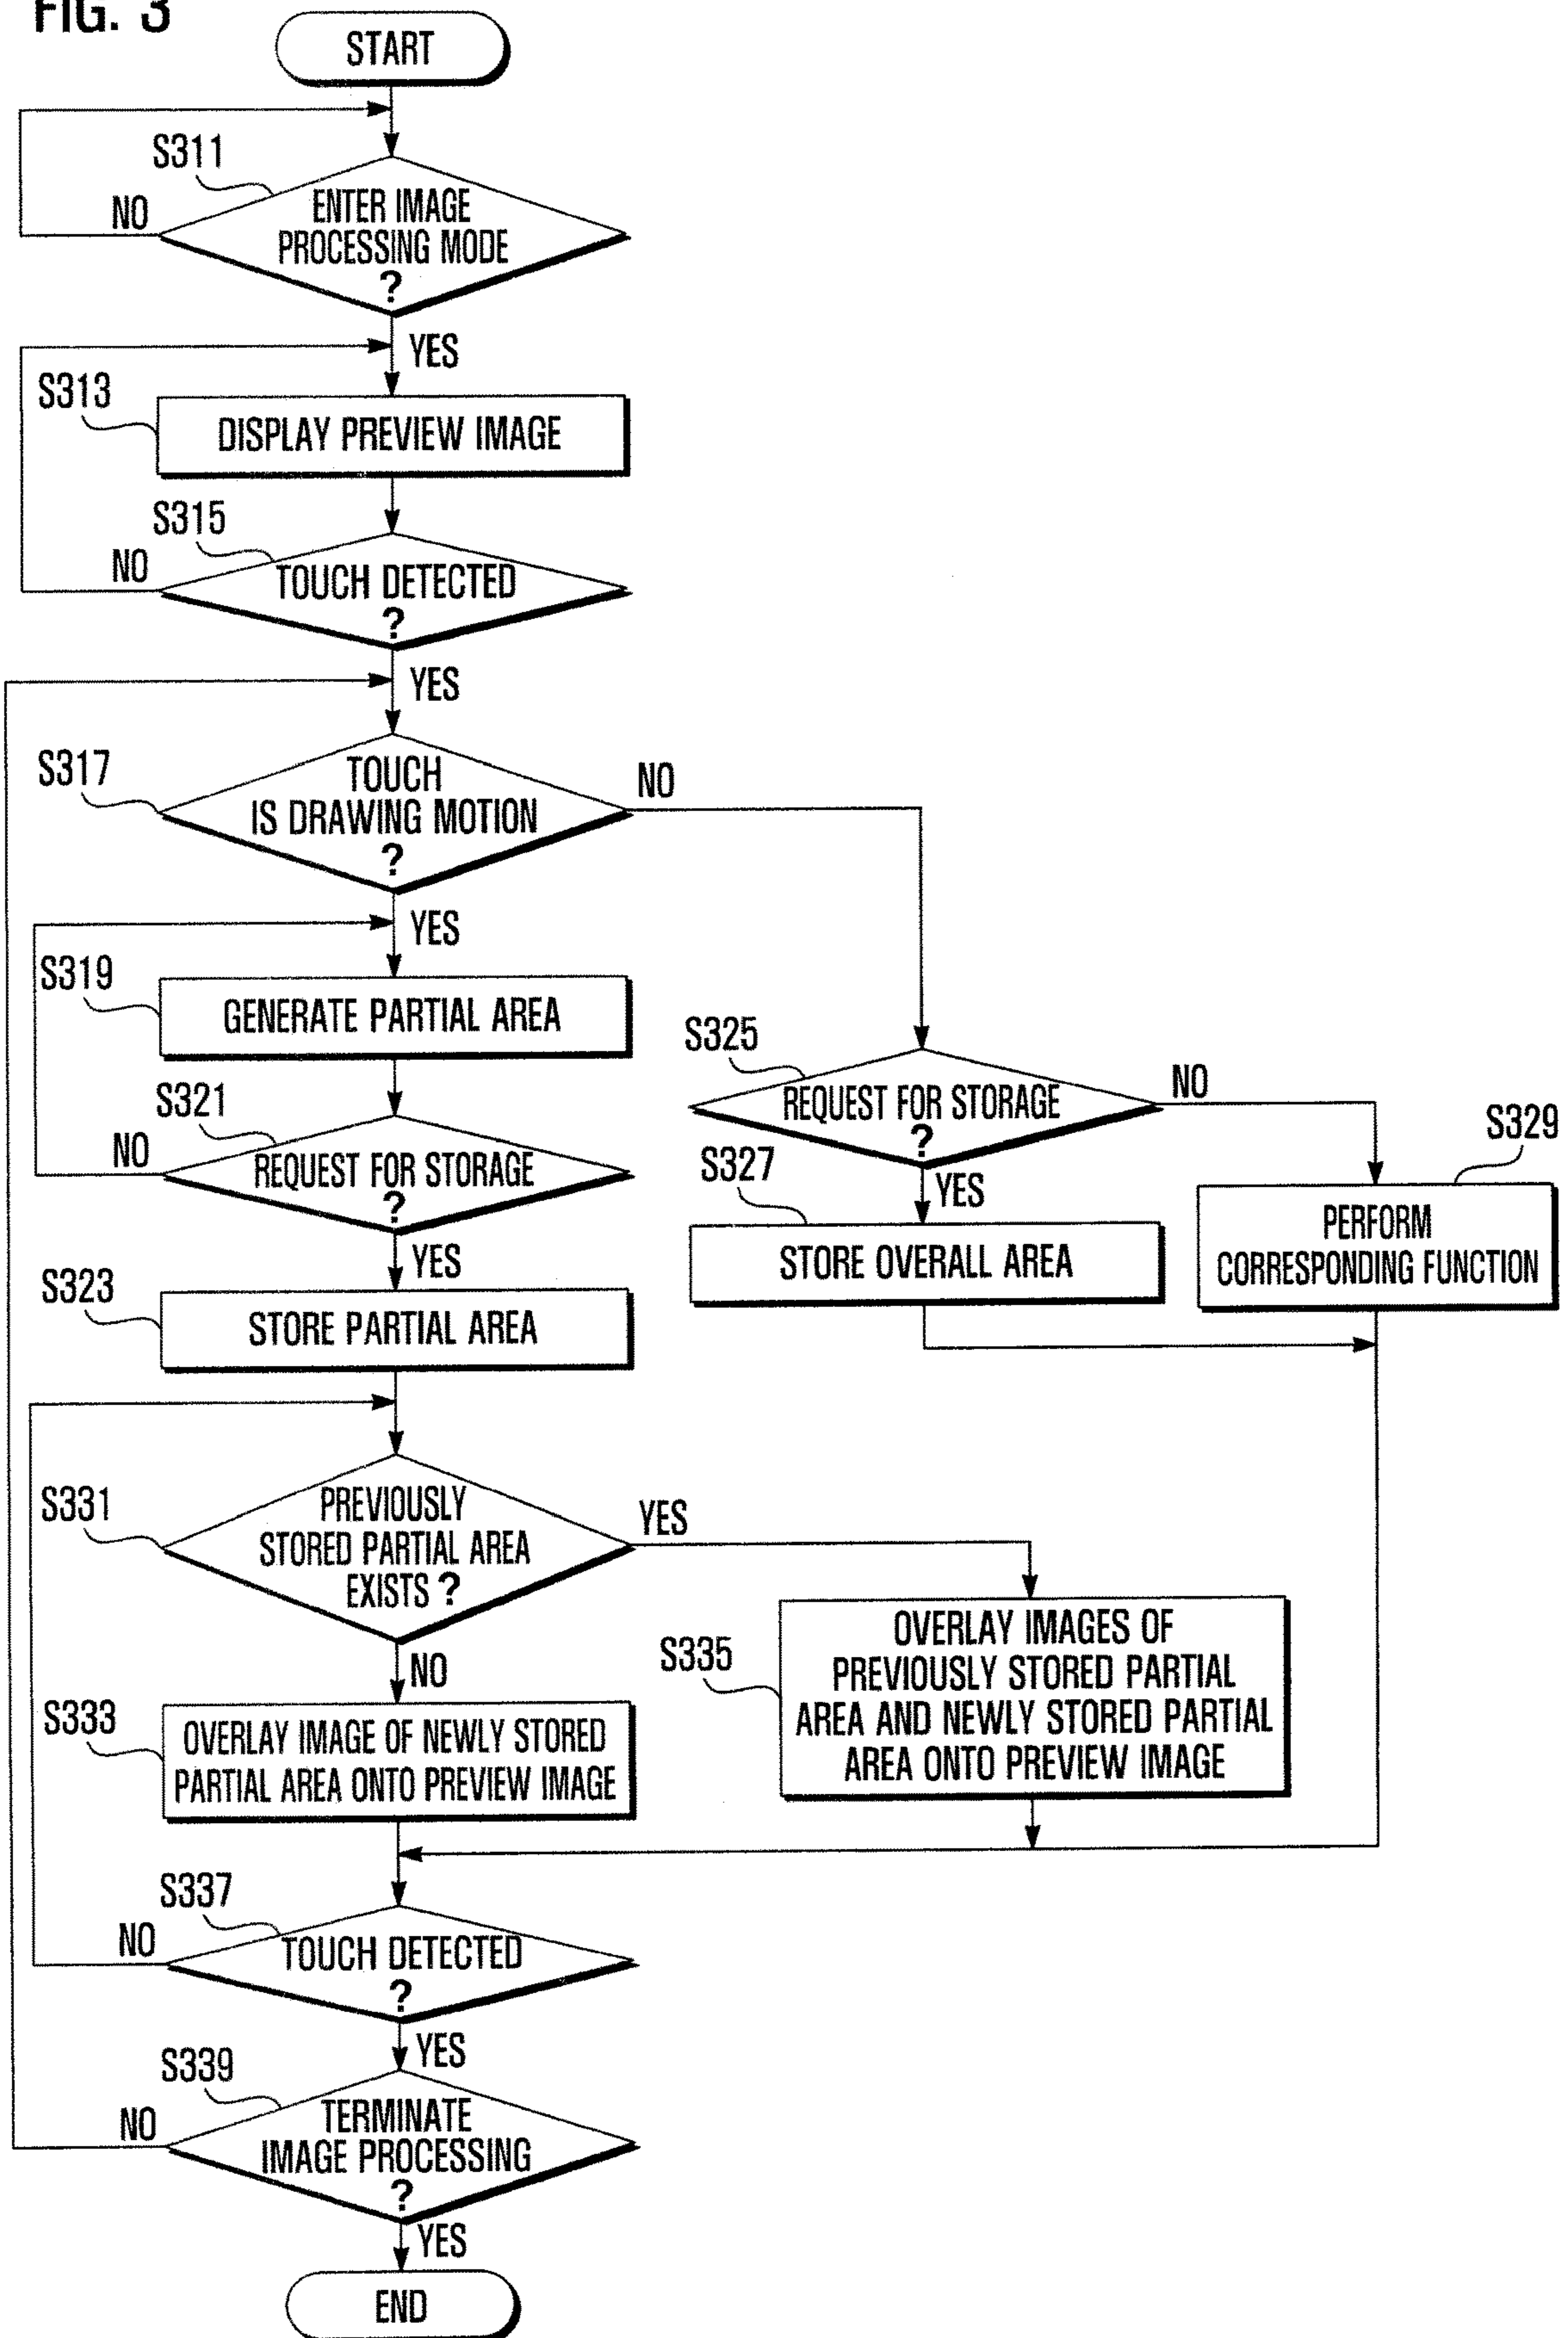 FIG. 3
START
S311
NO
ENTER IMAGE
PROCESSING MODE
?
YES
S313
DISPLAY PREVIEW IMAGE
S315
NO
TOUCH DETECTED
?
YES
S317
TOUCH
IS DRAWING MOTION
?
NO
YES
S319
GENERATE PARTIAL AREA
S321
NO
REQUEST FOR STORAGE
?
YES
S323
STORE PARTIAL AREA
S325
REQUEST FOR STORAGE
?
NO
YES
S327
STORE OVERALL AREA
S329
PERFORM
CORRESPONDING FUNCTION
S331
PREVIOUSLY
STORED PARTIAL AREA
EXISTS ?
YES
NO
S333
OVERLAY IMAGE OF NEWLY STORED
PARTIAL AREA ONTO PREVIEW IMAGE
S335
OVERLAY IMAGES OF
PREVIOUSLY STORED PARTIAL
AREA AND NEWLY STORED PARTIAL
AREA ONTO PREVIEW IMAGE
S337
NO
TOUCH DETECTED
?
YES
S339
NO
TERMINATE
IMAGE PROCESSING
?
YES
END